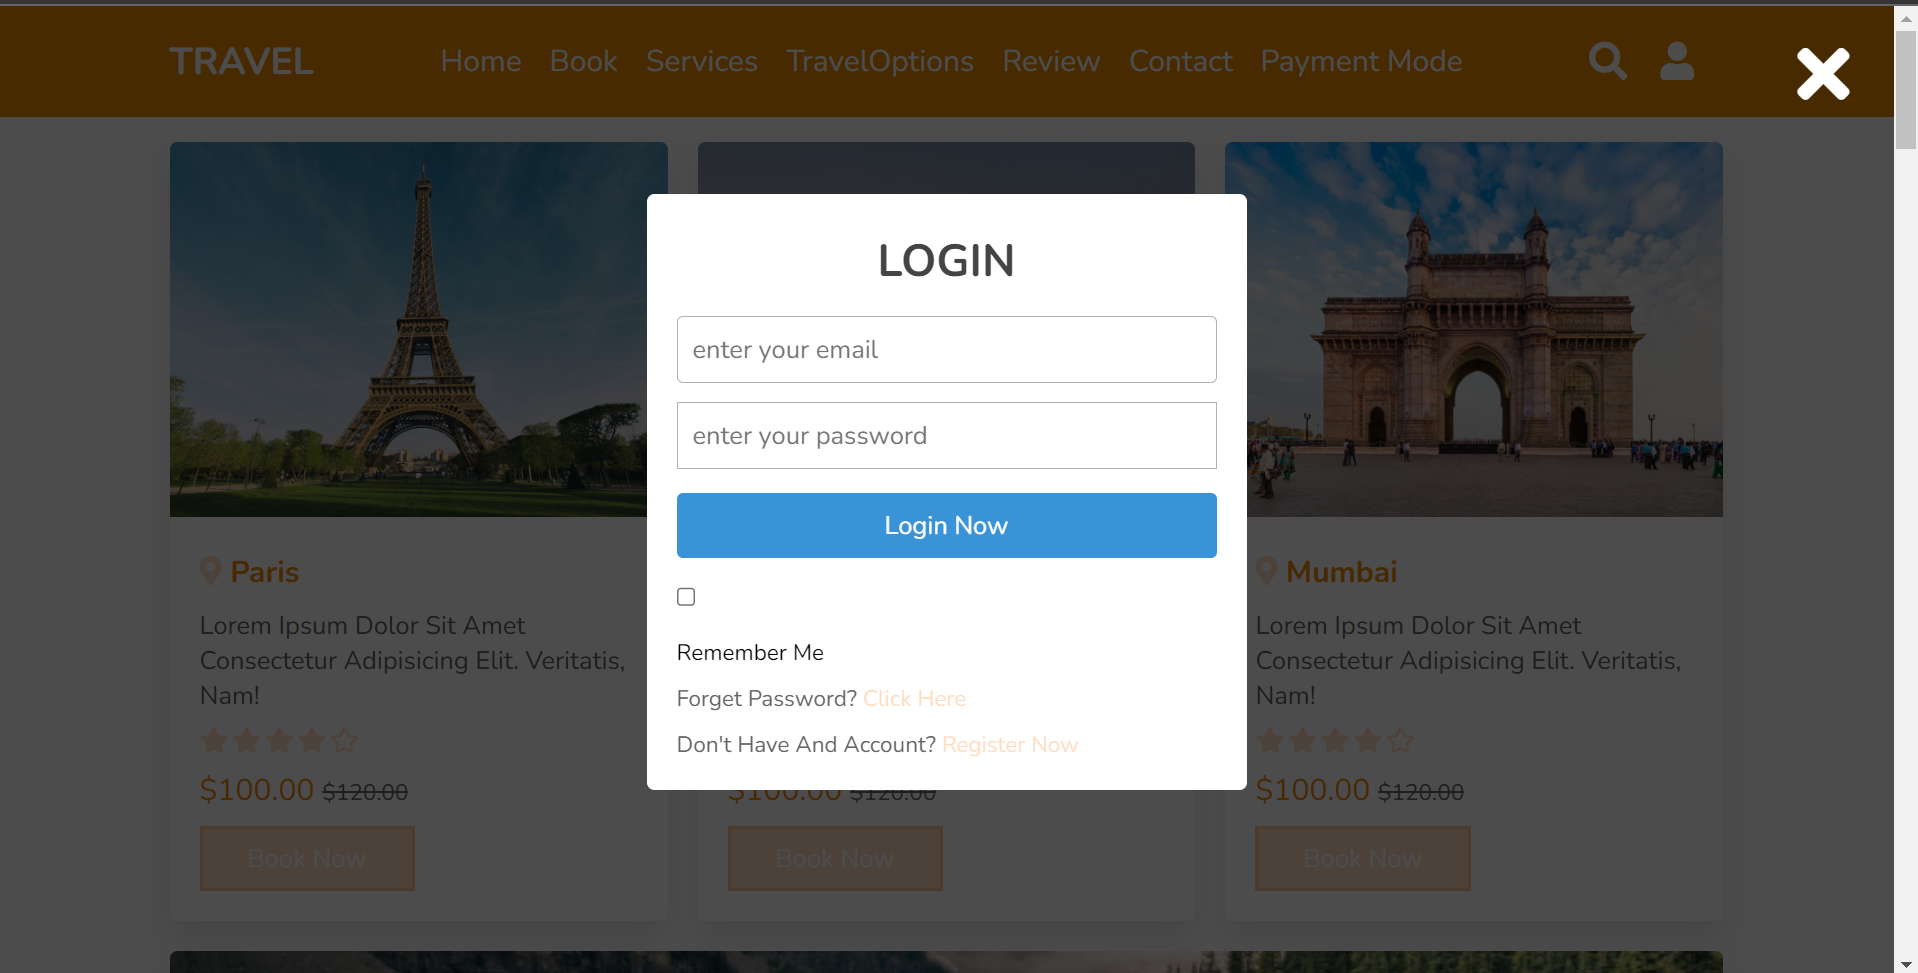 TRAVEL
Home Book Services TravelOptions Review Contact Payment Mode
LOGIN
enter your email
enter your password
Login Now
Remember Me
Forget Password? Click Here
Don't Have And Account? Register Now
Paris
Lorem Ipsum Dolor Sit Amet
Consectetur Adipisicing Elit. Veritatis,
Nam!
$100.00 $120.00
Book Now
$100.00 $120.00
Book Now
Mumbai
Lorem Ipsum Dolor Sit Amet
Consectetur Adipisicing Elit. Veritatis,
Nam!
$100.00 $120.00
Book Now